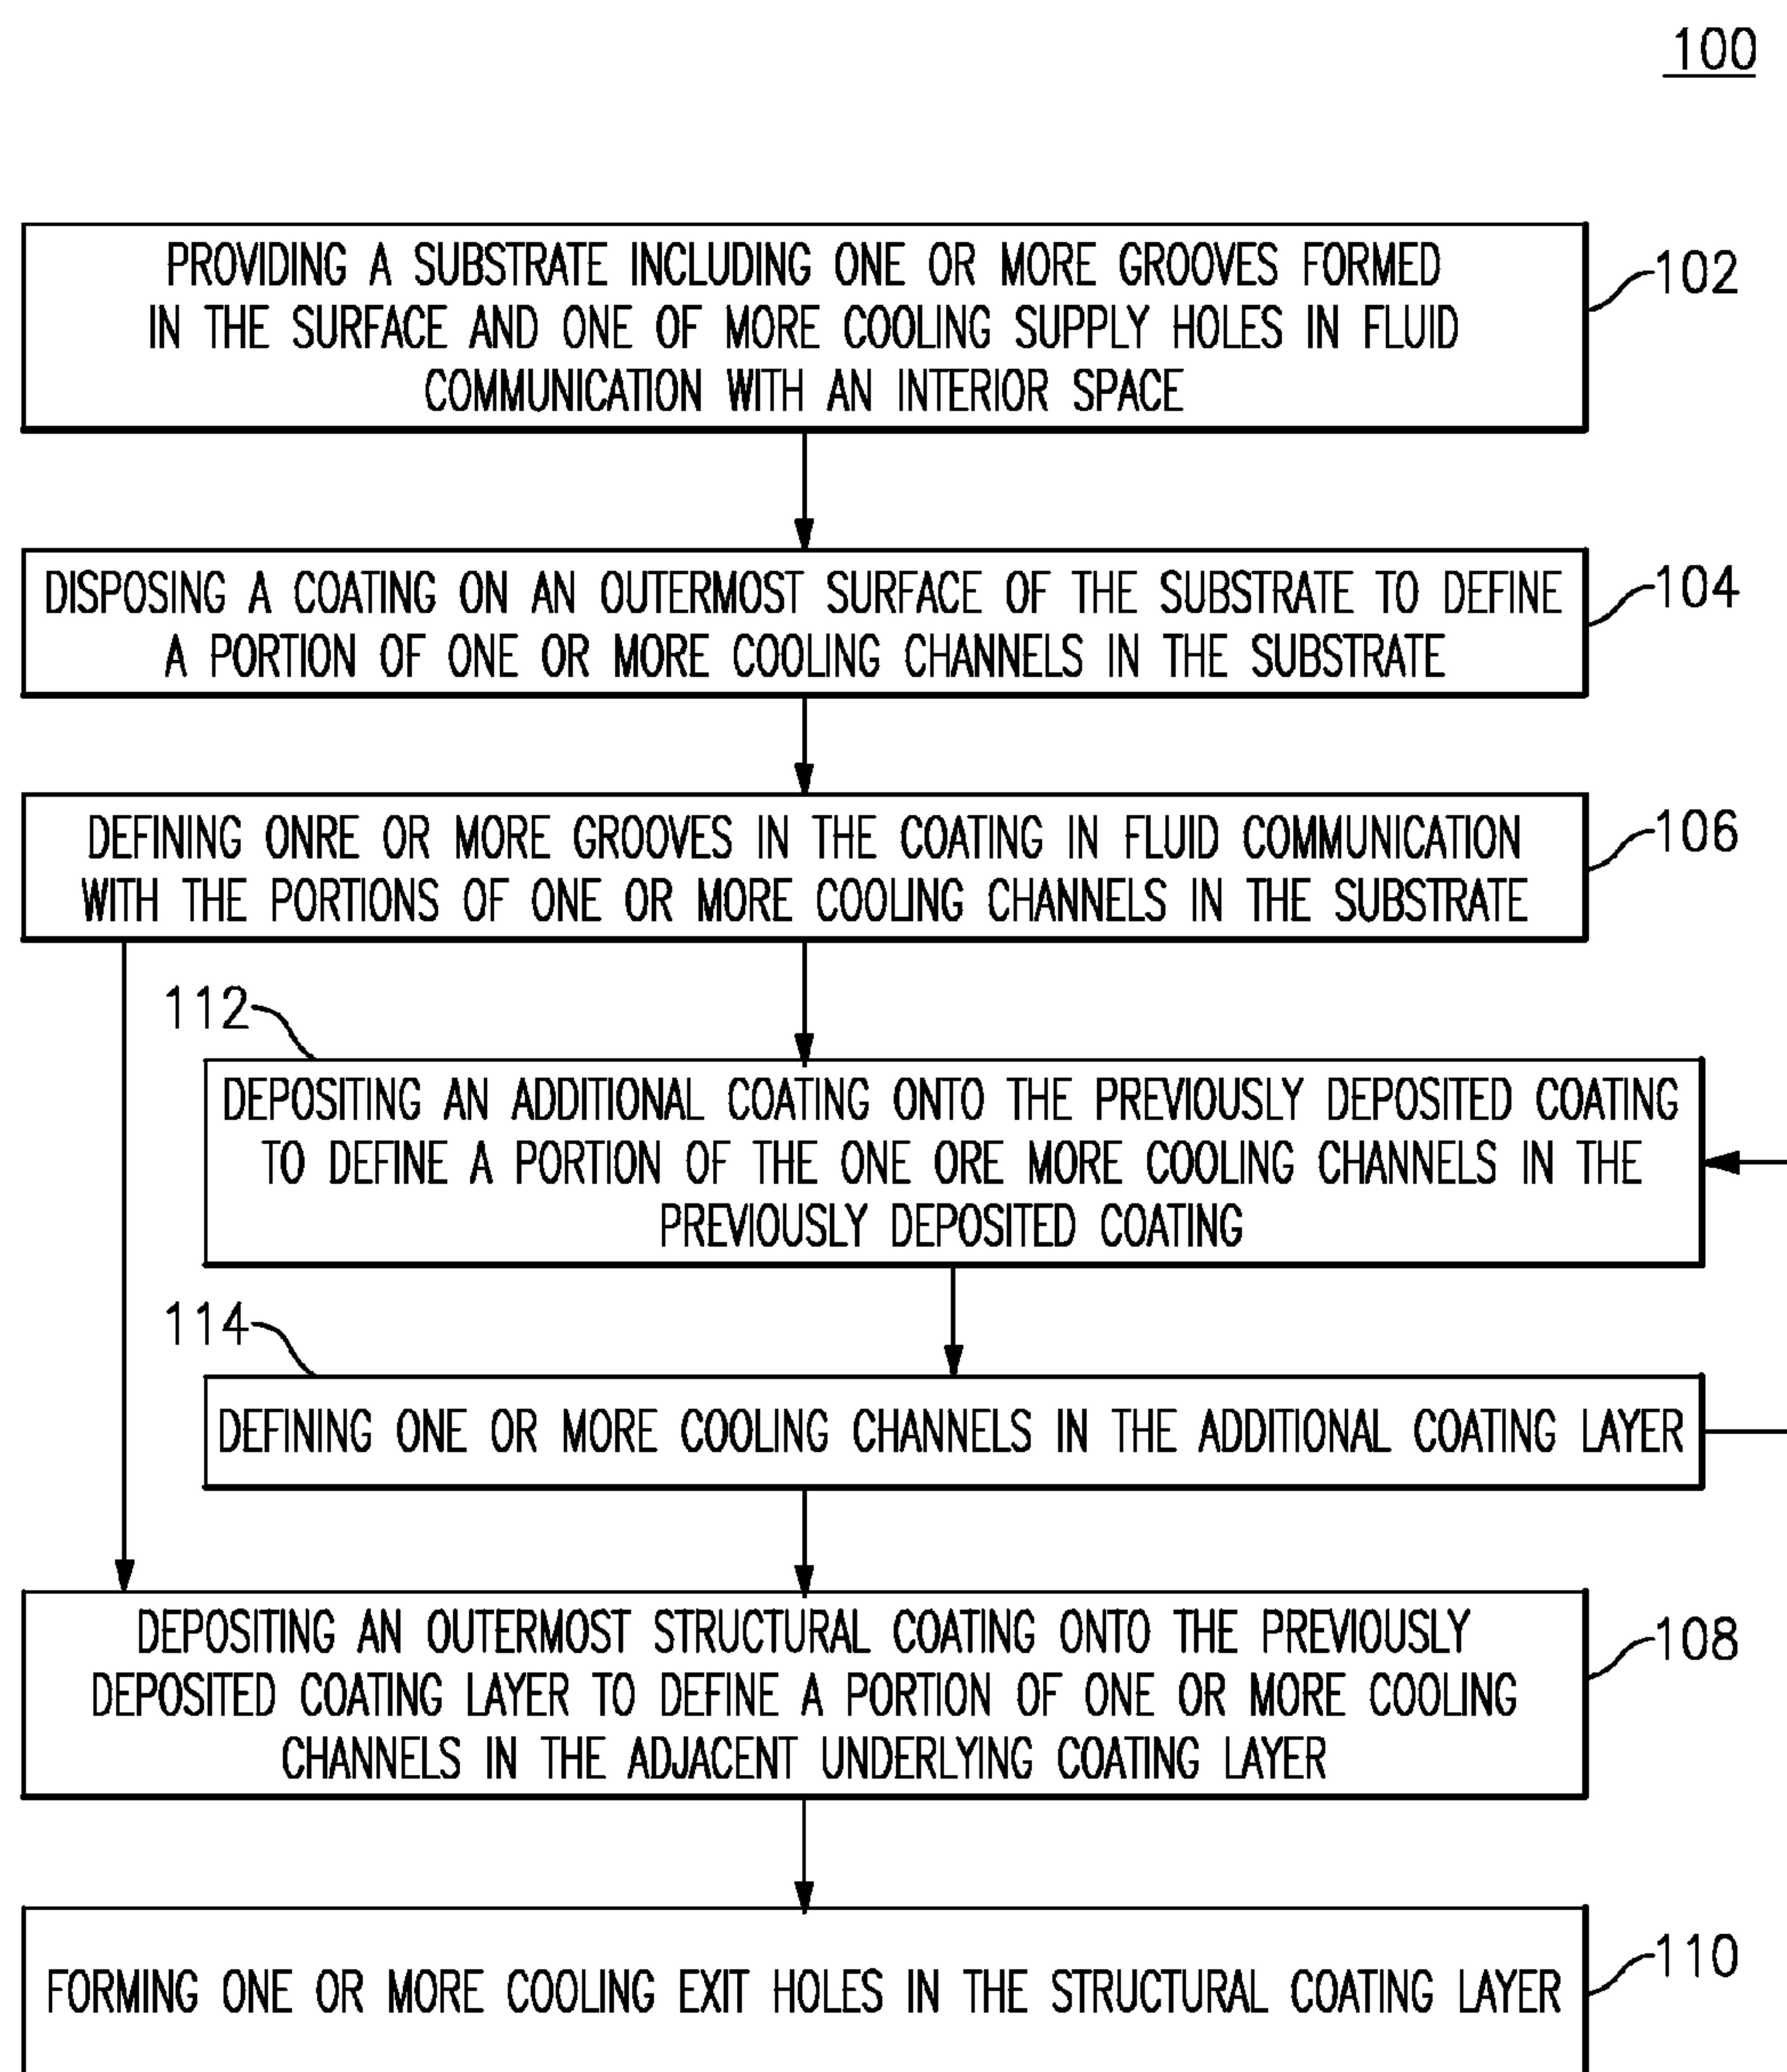 100
PROVIDING A SUBSTRATE INCLUDING ONE OR MORE GROOVES FORMED
IN THE SURFACE AND ONE OF MORE COOLING SUPPLY HOLES IN FLUID
COMMUNICATION WITH AN INTERIOR SPACE
102
DISPOSING A COATING ON AN OUTERMOST SURFACE OF THE SUBSTRATE TO DEFINE
A PORTION OF ONE OR MORE COOLING CHANNELS IN THE SUBSTRATE
104
DEFINING ONRE OR MORE GROOVES IN THE COATING IN FLUID COMMUNICATION
WITH THE PORTIONS OF ONE OR MORE COOLING CHANNELS IN THE SUBSTRATE
106
112
DEPOSITING AN ADDITIONAL COATING ONTO THE PREVIOUSLY DEPOSITED COATING
TO DEFINE A PORTION OF THE ONE ORE MORE COOLING CHANNELS IN THE
PREVIOUSLY DEPOSITED COATING
114
DEFINING ONE OR MORE COOLING CHANNELS IN THE ADDITIONAL COATING LAYER
DEPOSITING AN OUTERMOST STRUCTURAL COATING ONTO THE PREVIOUSLY
DEPOSITED COATING LAYER TO DEFINE A PORTION OF ONE OR MORE COOLING
CHANNELS IN THE ADJACENT UNDERLYING COATING LAYER
108
FORMING ONE OR MORE COOLING EXIT HOLES IN THE STRUCTURAL COATING LAYER
110